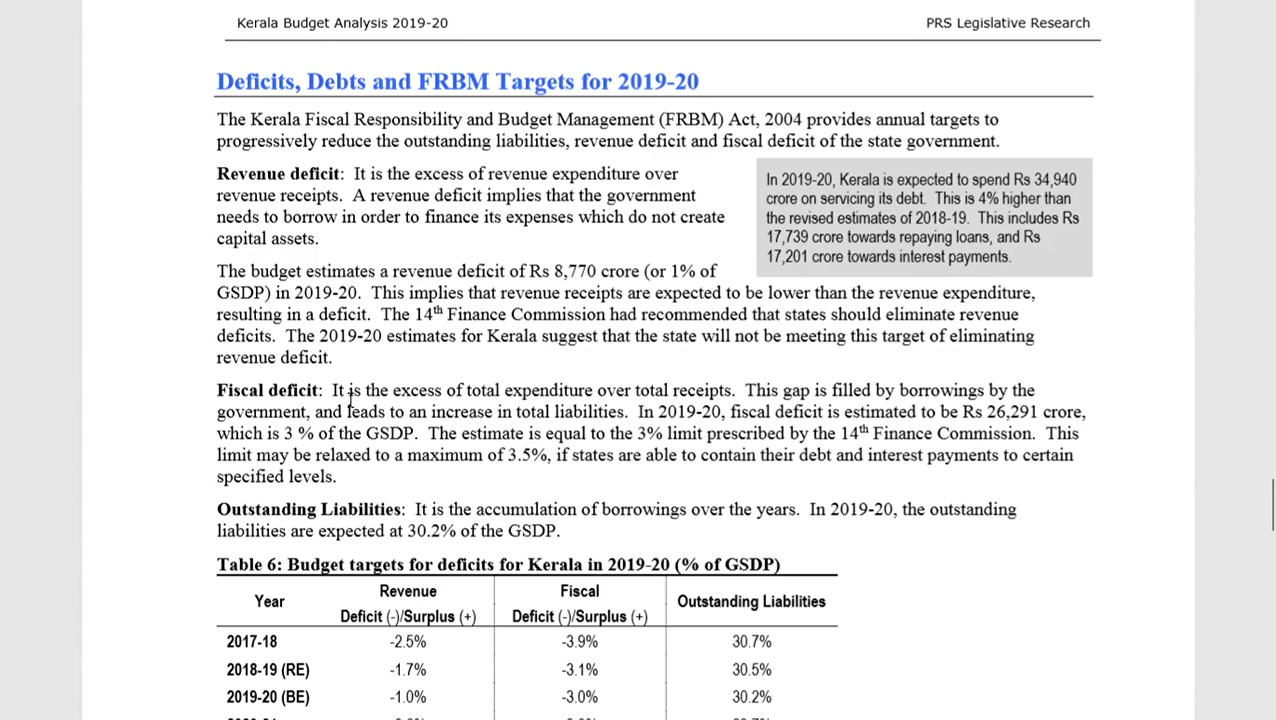 Kerala Budget Analysis 2019-20
PRS Legislative Research
Deficits, Debts and FRBM Targets for 2019-20
The Kerala Fiscal Responsibility and Budget Management (FRBM) Act, 2004 provides annual targets to
progressively reduce the outstanding liabilities, revenue deficit and fiscal deficit of the state government.
Revenue deficit: It is the excess of revenue expenditure over
revenue receipts. A revenue deficit implies that the government
needs to borrow in order to finance its expenses which do not create
capital assets.
In 2019-20, Kerala is expected to spend Rs 34,940
crore on servicing its debt. This is 4% higher than
the revised estimates of 2018-19. This includes Rs
17,739 crore towards repaying loans, and Rs
17,201 crore towards interest payments.
The budget estimates a revenue deficit of Rs 8,770 crore (or 1% of
GSDP) in 2019-20. This implies that revenue receipts are expected to be lower than the revenue expenditure,
resulting in a deficit. The 14th Finance Commission had recommended that states should eliminate revenue
deficits. The 2019-20 estimates for Kerala suggest that the state will not be meeting this target of eliminating
revenue deficit.
Fiscal deficit: It is the excess of total expenditure over total receipts. This gap is filled by borrowings by the
government, and leads to an increase in total liabilities. In 2019-20, fiscal deficit is estimated to be Rs 26,291 crore,
which is 3 % of the GSDP. The estimate is equal to the 3% limit prescribed by the 14th Finance Commission. This
limit may be relaxed to a maximum of 3.5%, if states are able to contain their debt and interest payments to certain
specified levels.
Outstanding Liabilities: It is the accumulation of borrowings over the years. In 2019-20, the outstanding
liabilities are expected at 30.2% of the GSDP.
Table 6: Budget targets for deficits for Kerala in 2019-20 (% of GSDP)
Year Revenue Deficit (-)/Surplus (+) Fiscal Deficit (-)/Surplus (+) Outstanding Liabilities
2017-18 -2.5% -3.9% 30.7%
2018-19 (RE) -1.7% -3.1% 30.5%
2019-20 (BE) -1.0% -3.0% 30.2%